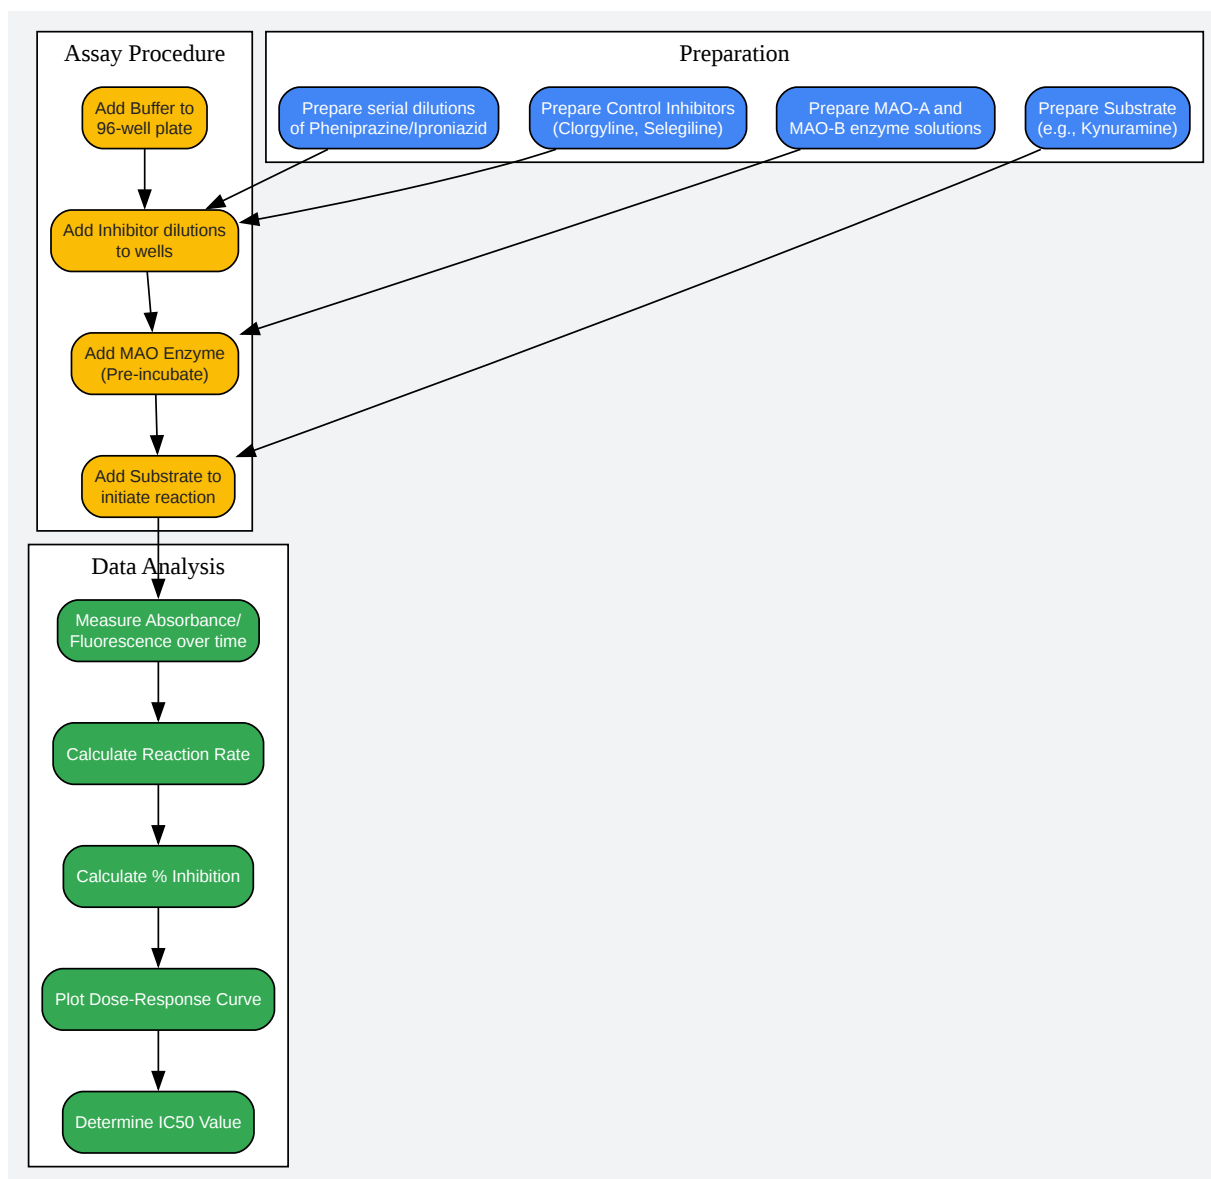 Assay Procedure
Add Buffer to
96-well plate
Add Inhibitor dilutions
to wells
Add MAO Enzyme
(Pre-incubate)
Add Substrate to
initiate reaction
Preparation
Prepare serial dilutions
of Pheniprazine/Iproniazid
Prepare Control Inhibitors
(Clorgyline, Selegiline)
Prepare MAO-A and
MAO-B enzyme solutions
Prepare Substrate
(e.g., Kynuramine)
Data Analysis
Measure Absorbance/
Fluorescence over time
Calculate Reaction Rate
Calculate % Inhibition
Plot Dose-Response Curve
Determine IC50 Value